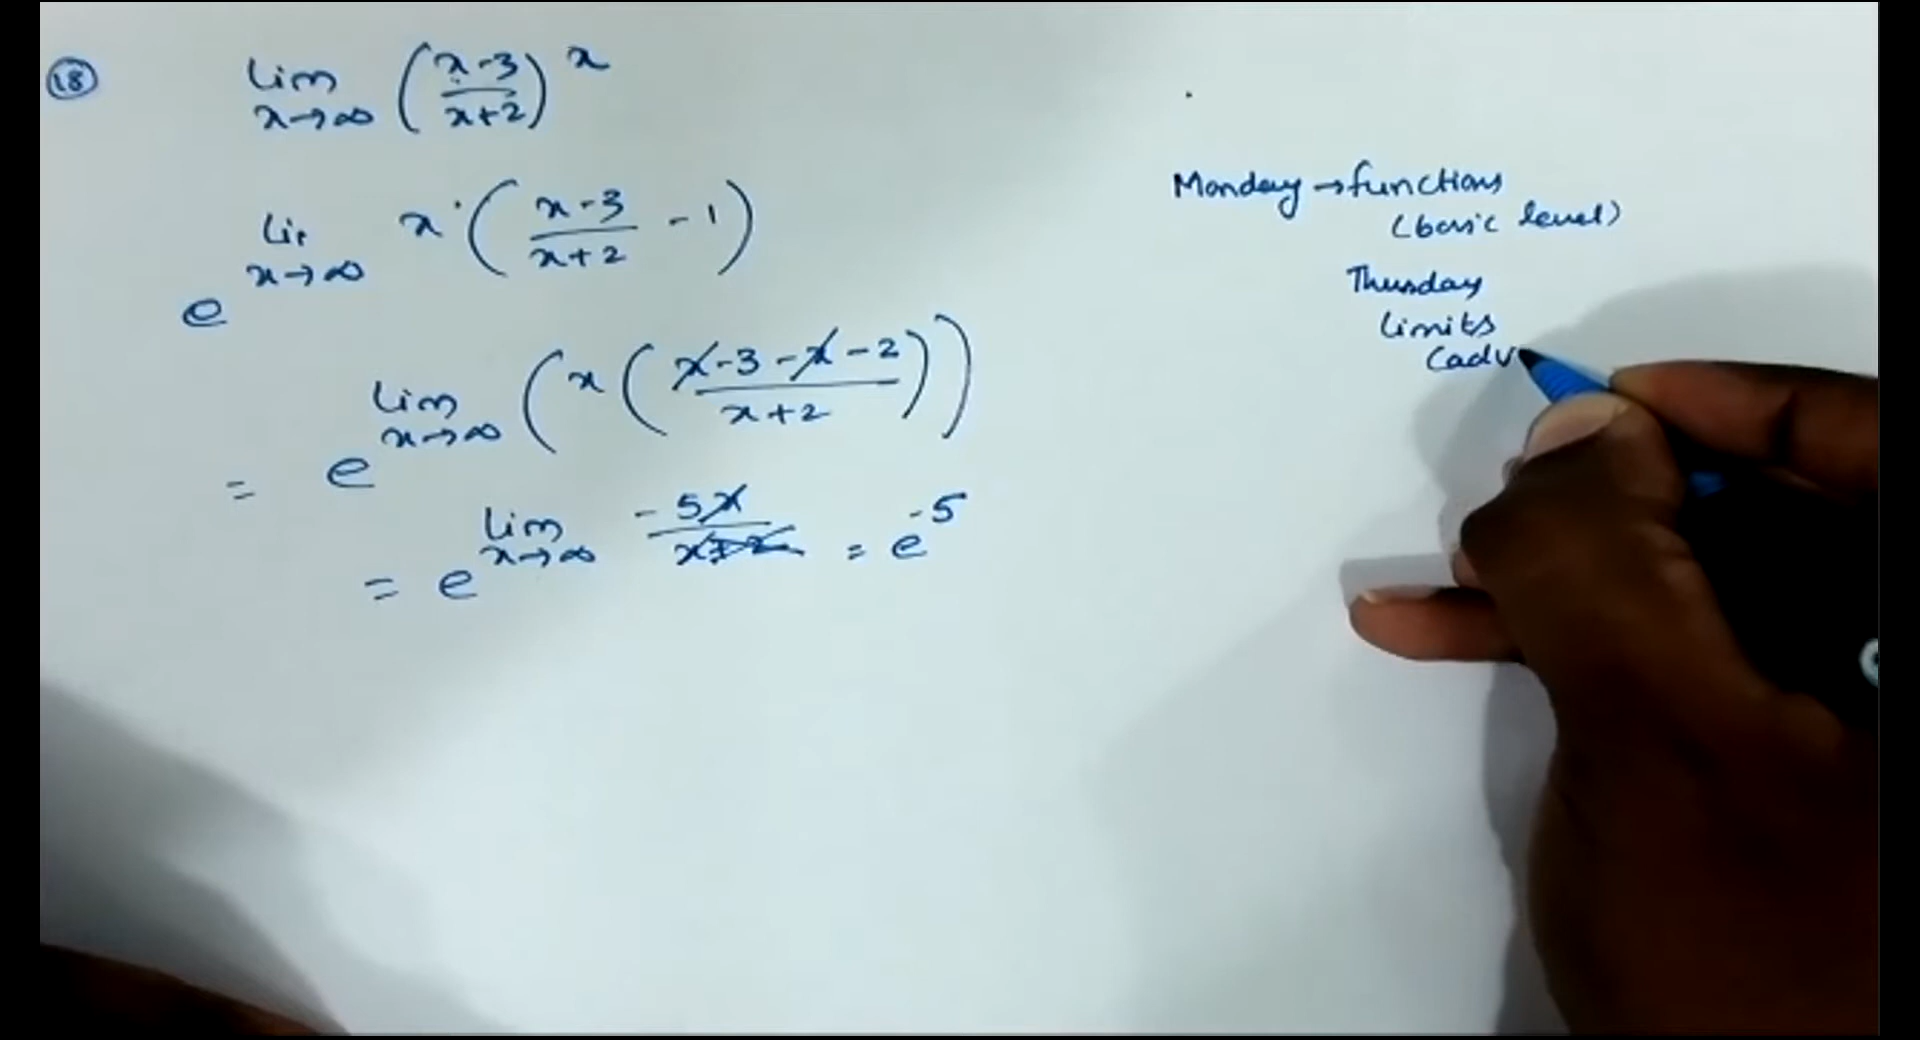 18
lim x→∞ (x-3/x+2)^x
e^ lim x→∞ x·(x-3/x+2 - 1)
= e^ lim x→∞ (x(x-3-x-2/x+2))
= e^ lim x→∞ -5x/x+2 = e^-5
Monday → functions
(basic level)
Thusday
limits
(adv